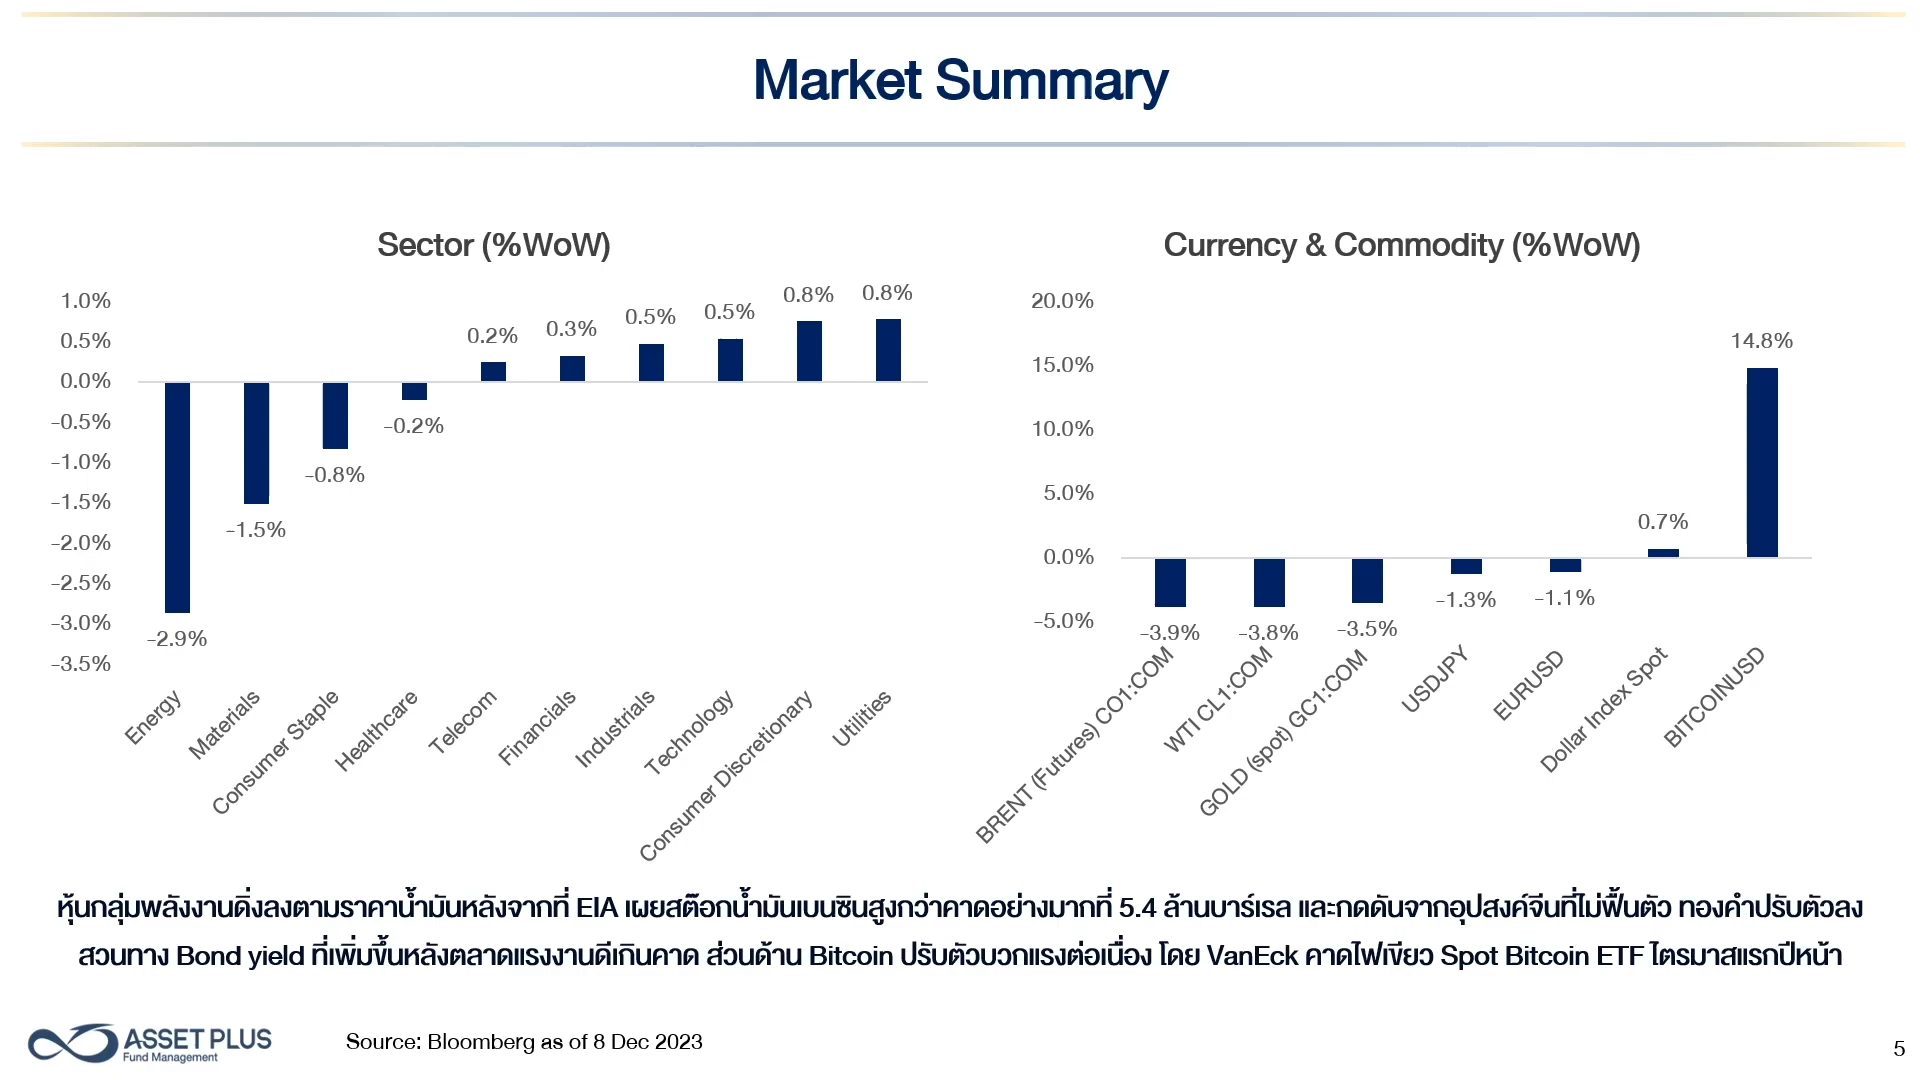 Market Summary
Sector (%WoW)
1.0%
0.5%
0.0%
-0.5%
-1.0%
-1.5%
-2.0%
-2.5%
-3.0%
-3.5%
-2.9%
-1.5%
-0.8%
-0.2%
0.2%
0.3%
0.5%
0.5%
0.8%
0.8%
Energy
Materials
Consumer Staple
Healthcare
Telecom
Financials
Industrials
Technology
Consumer Discretionary
Utilities
Currency & Commodity (%WoW)
20.0%
15.0%
10.0%
5.0%
0.0%
-5.0%
-3.9%
-3.8%
-3.5%
-1.3%
-1.1%
0.7%
14.8%
BRENT (Futures) CO1:COM
WTI CL1:COM
GOLD (spot) GC1:COM
USDJPY
EURUSD
Dollar Index Spot
BITCOINUSD
หุ้นกลุ่มพลังงานดิ่งลงตามราคาน้ำมันหลังจากที่ EIA เผยสต๊อกน้ำมันเบนซินสูงกว่าคาดอย่างมากที่ 5.4 ล้านบาร์เรล และกดดันจากอุปสงค์จีนที่ไม่ฟื้นตัว ทองคำปรับตัวลง
สวนทาง Bond yield ที่เพิ่มขึ้นหลังตลาดแรงงานดีเกินคาด ส่วนด้าน Bitcoin ปรับตัวบวกแรงต่อเนื่อง โดย VanEck คาดไฟเขียว Spot Bitcoin ETF ไตรมาสแรกปีหน้า
ASSET PLUS
Fund Management
Source: Bloomberg as of 8 Dec 2023
5